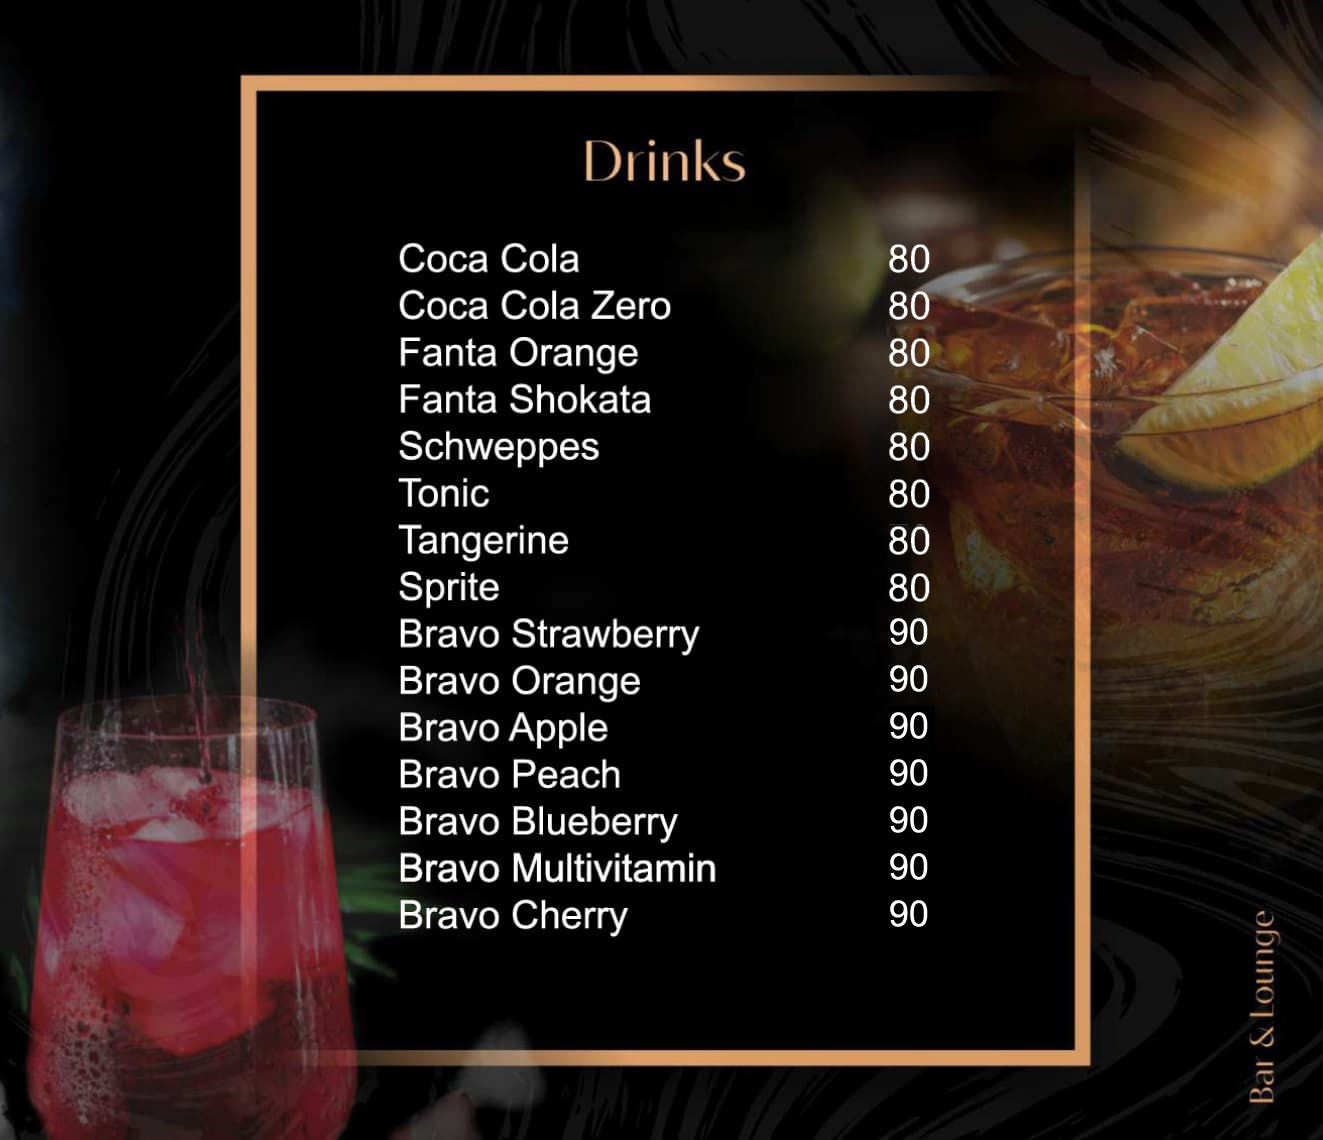 Drinks
Coca Cola 80
Coca Cola Zero 80
Fanta Orange 80
Fanta Shokata 80
Schweppes 80
Tonic 80
Tangerine 80
Sprite 80
Bravo Strawberry 90
Bravo Orange 90
Bravo Apple 90
Bravo Peach 90
Bravo Blueberry 90
Bravo Multivitamin 90
Bravo Cherry 90
Bar & Lounge